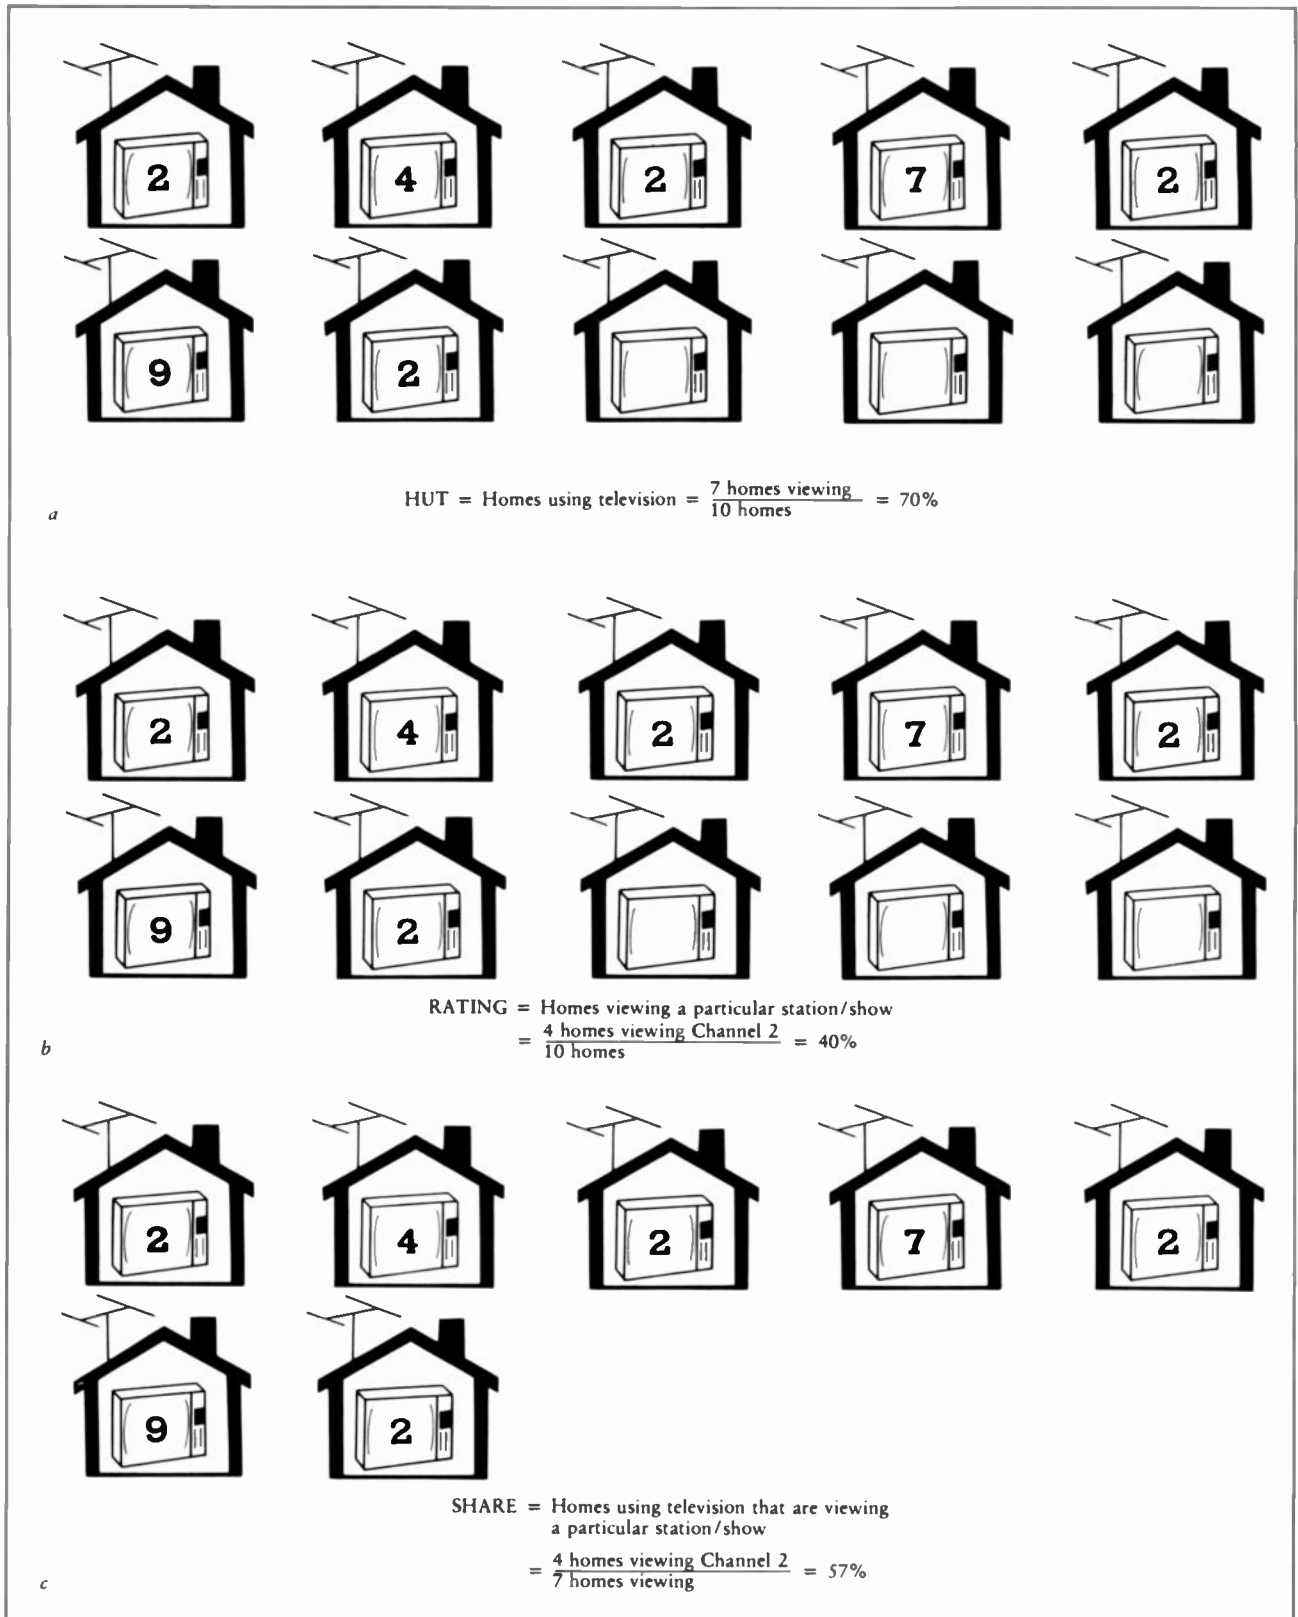 2 4 2 7 2
9 2
a
HUT = Homes using television = 7 homes viewing / 10 homes = 70%
2 4 2 7 2
9 2
RATING = Homes viewing a particular station/show
= 4 homes viewing Channel 2 / 10 homes = 40%
b
2 4 2 7 2
9 2
SHARE = Homes using television that are viewing
a particular station/show
= 4 homes viewing Channel 2 / 7 homes viewing = 57%
c